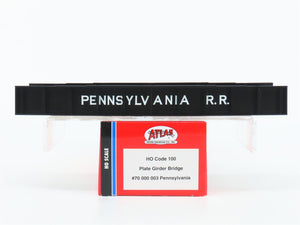 PENNSYLVANIA R.R.
HO SCALE
ATLAS
HO Code 100
Plate Girder Bridge
#70 000 003 Pennsylvania